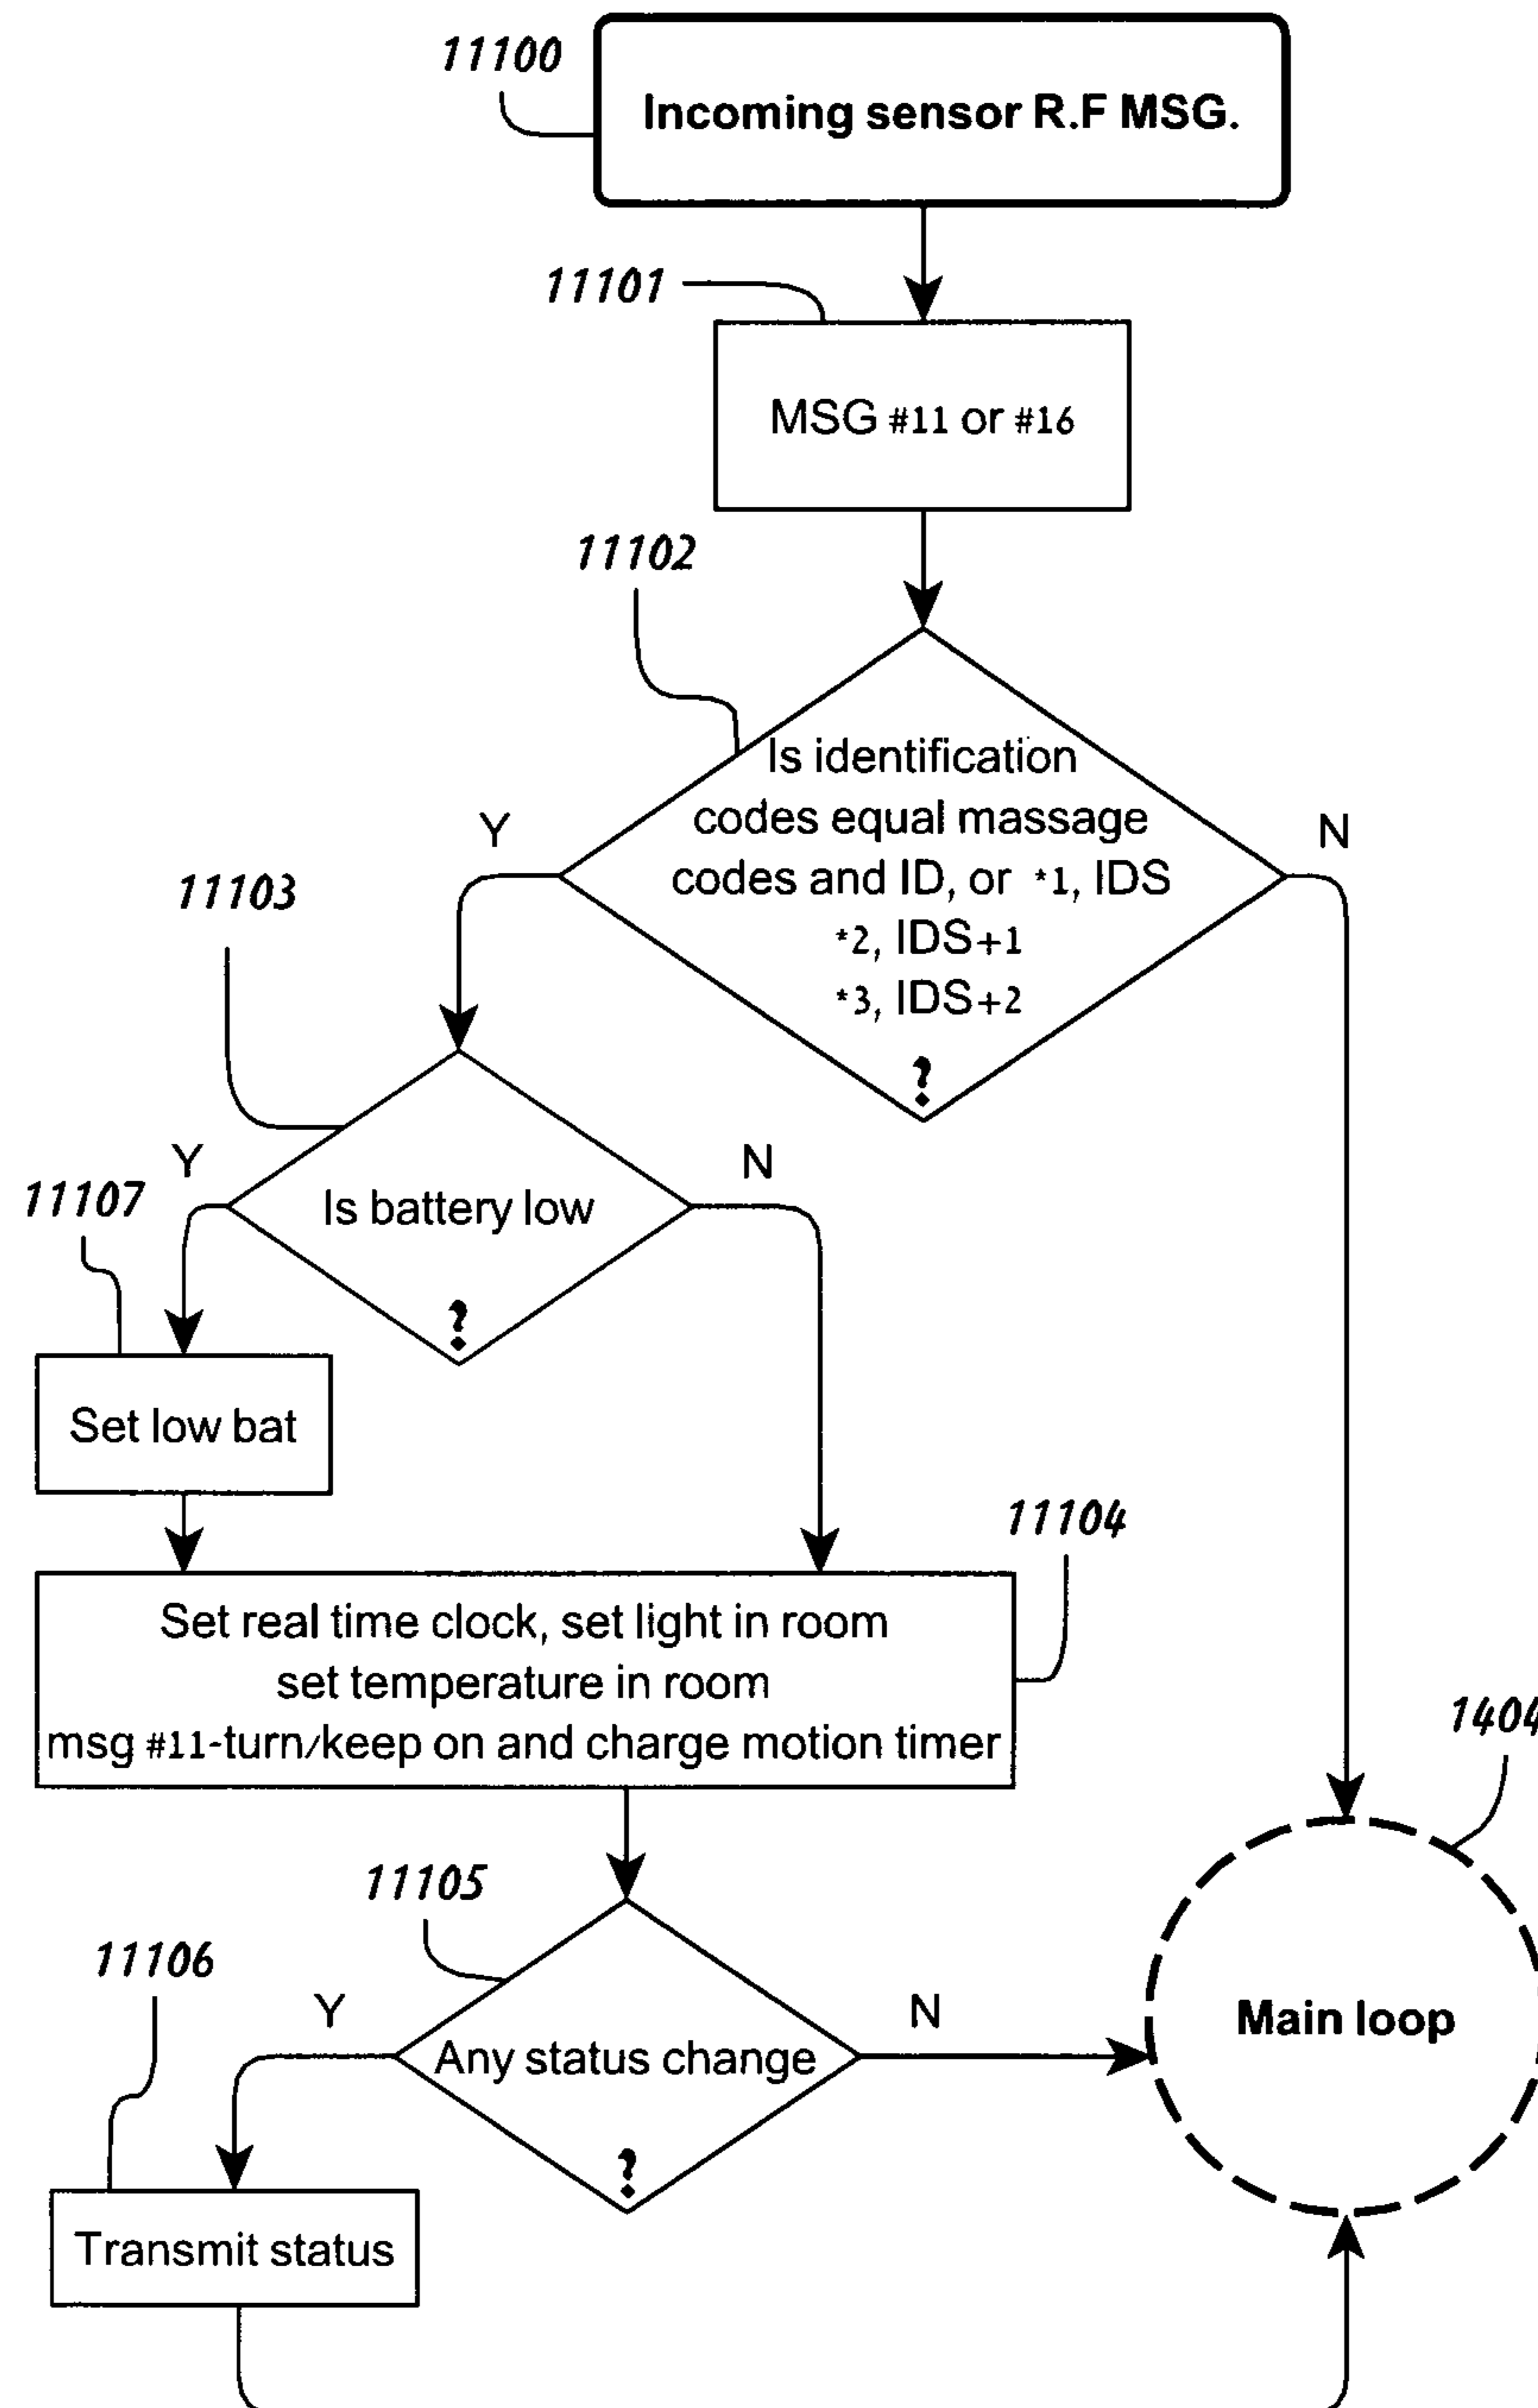 11100
Incoming sensor R.F MSG.
11101
MSG #11 or #16
11102
Is identification
codes equal massage
codes and ID, or *1, IDS
*2, IDS+1
*3, IDS+2
?
Y
N
11103
Is battery low
?
Y
N
11107
Set low bat
11104
Set real time clock, set light in room
set temperature in room
msg #11-turn/keep on and charge motion timer
1404
11105
Any status change
?
Y
N
Main loop
11106
Transmit status